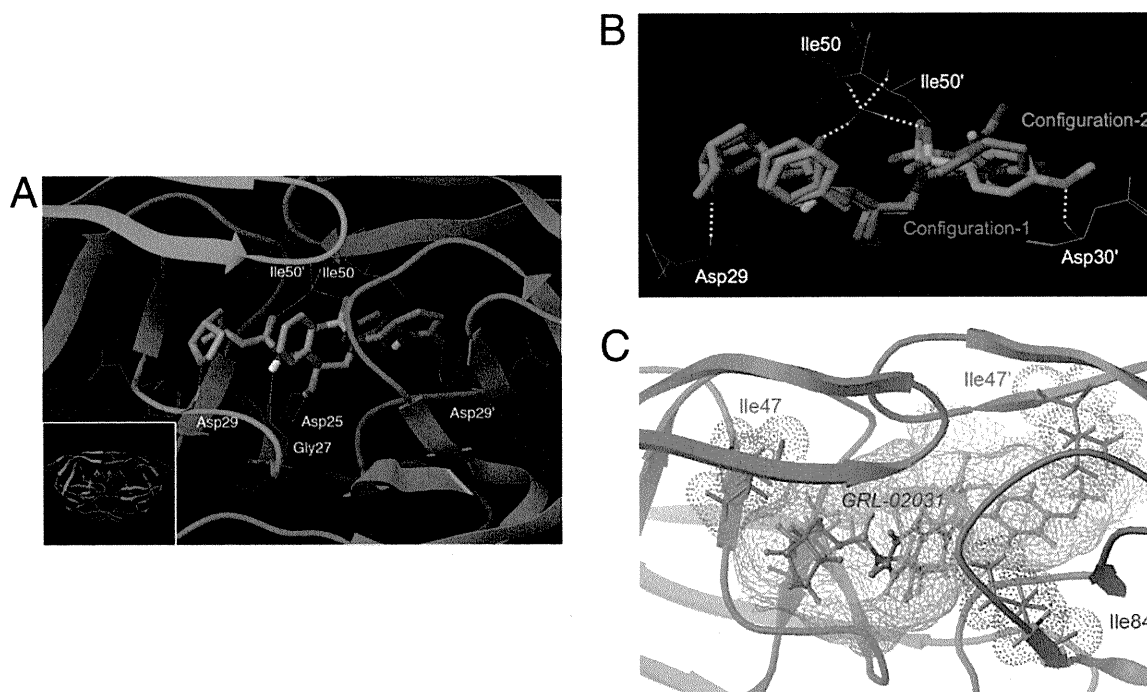 A
Ile50' Ile50
Asp29 Asp25 Asp29'
Gly27
B
Ile50
Ile50'
Configuration-2
Configuration-1
Asp29
Asp30'
C
Ile47'
Ile47
GRL-02031
Ile84